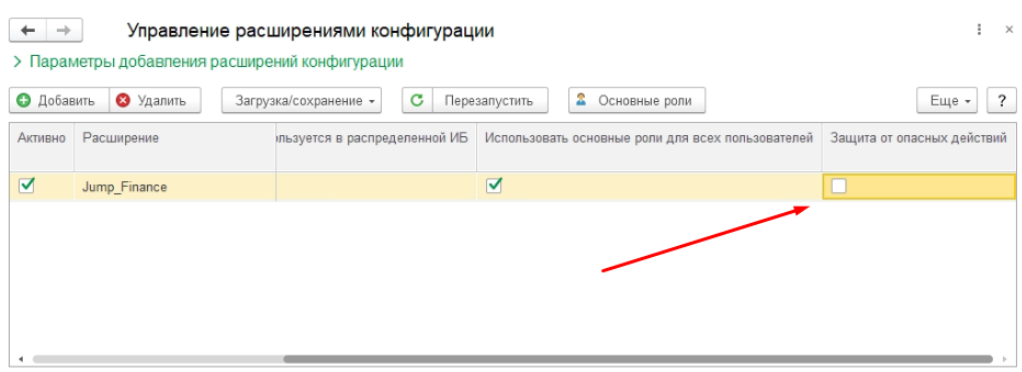 Управление расширениями конфигурации
Параметры добавления расширений конфигурации
Добавить Удалить Загрузка/сохранение Перезапустить Основные роли Еще ?
Активно Расширение ользуется в распределенной ИБ Использовать основные роли для всех пользователей Защита от опасных действий
Jump_Finance